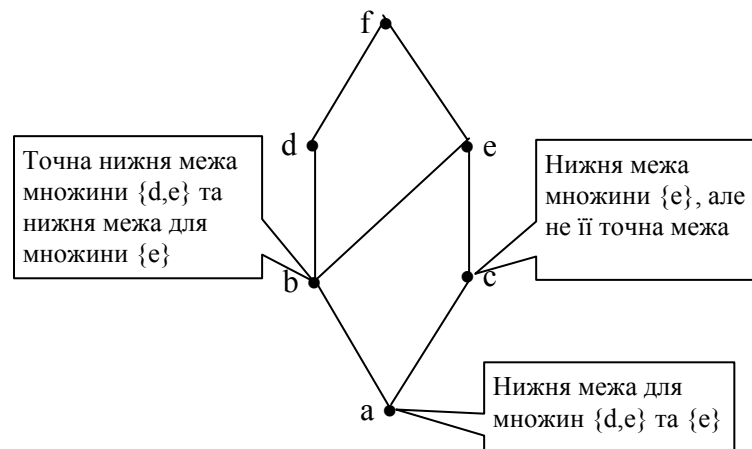 f
d
e
Точна нижня межа
множини {d,e} та
нижня межа для
множини {e}
Нижня межа
множини {e}, але
не її точна межа
b
c
a
Нижня межа для
множин {d,e} та {e}